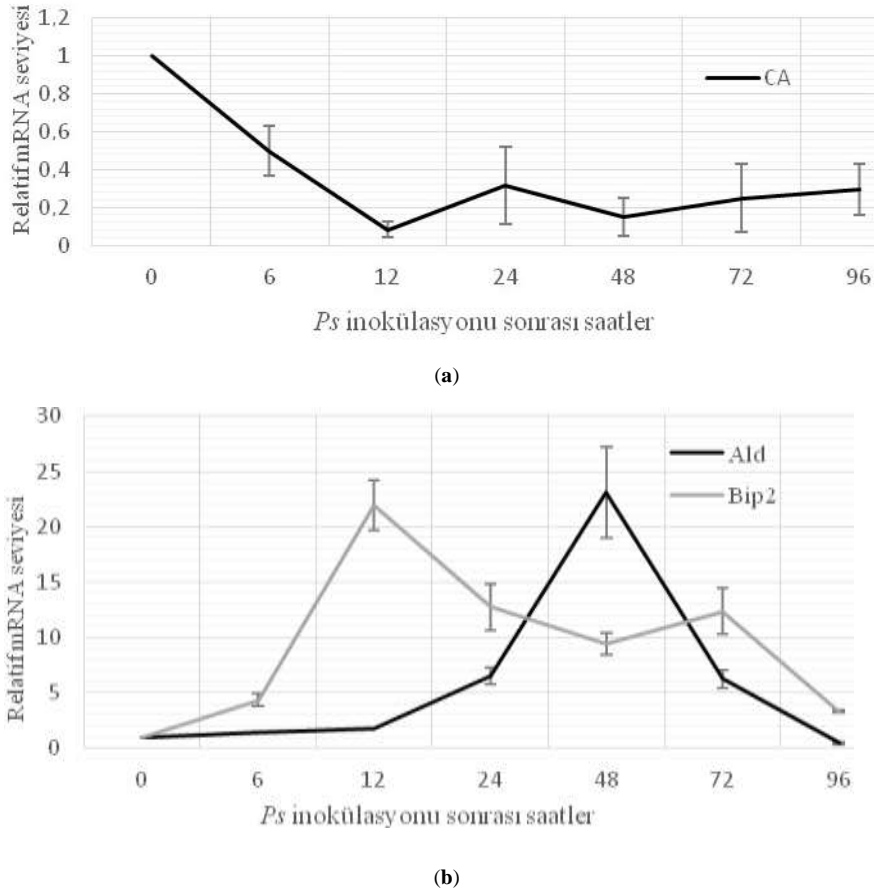 1,2
1
0,8
0,6
0,4
0,2
0
Relatif mRNA seviyesi
CA
0 6 12 24 48 72 96
Ps inokülasyonu sonrası saatler
(a)
30
25
20
15
10
5
0
Relatif mRNA seviyesi
Ald
Bip2
0 6 12 24 48 72 96
Ps inokülasyonu sonrası saatler
(b)